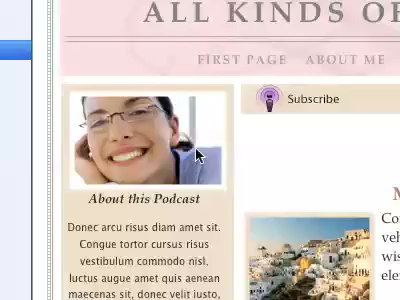 ALL KINDS OF
FIRST PAGE ABOUT ME
Subscribe
About this Podcast
Donec arcu risus diam amet sit.
Congue tortor cursus risus
vestibulum commodo nisl,
luctus augue amet quis aenean
maecenas sit, donec velit iusto,